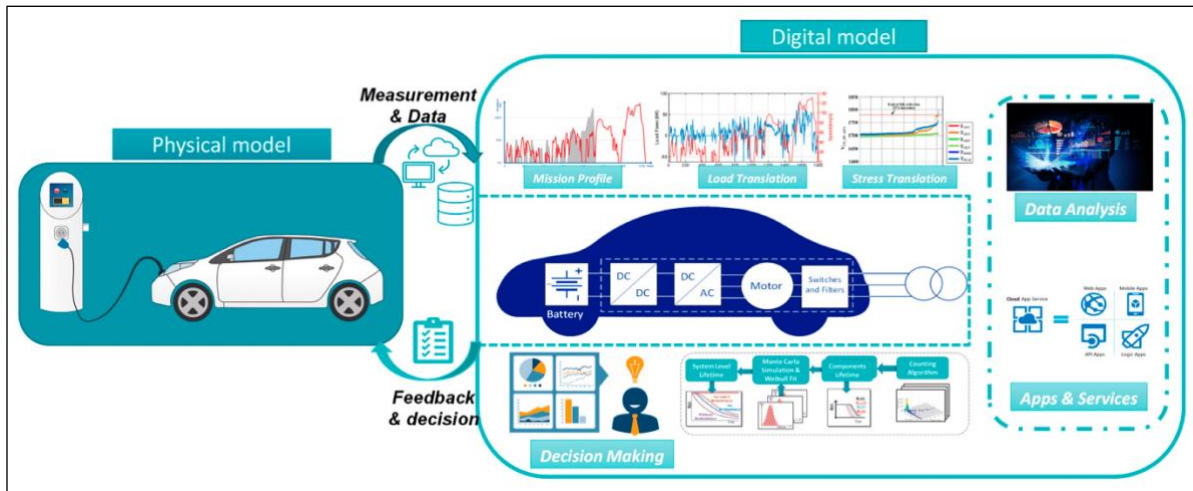 Digital model
Physical model
Measurement
& Data
Mission Profile
Load Translation
Stress Translation
Data Analysis
Battery
DC
DC
DC
AC
Motor
Switches
and Filters
Cloud App Service
=
Web Apps
Mobile Apps
API Apps
Logic Apps
Apps & Services
Feedback
& decision
Decision Making
System Level
Lifetime
Monte Carlo
Simulation &
Weibull Fit
Components
Lifetime
Counting
Algorithm